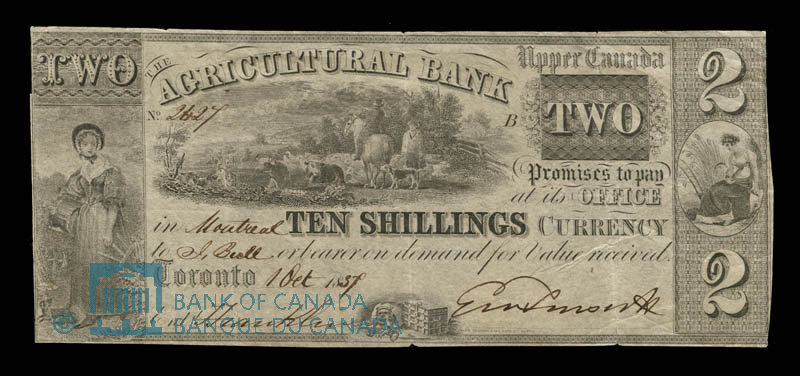 TWO
THE AGRICULTURAL BANK
Upper Canada
2
No. 2627
B
TWO
Promises to pay
at its OFFICE
in Montreal TEN SHILLINGS CURRENCY
to J. Bull or bearer on demand for Value received.
Toronto 1 Oct 1837
2
© BANK OF CANADA
BANQUE DU CANADA